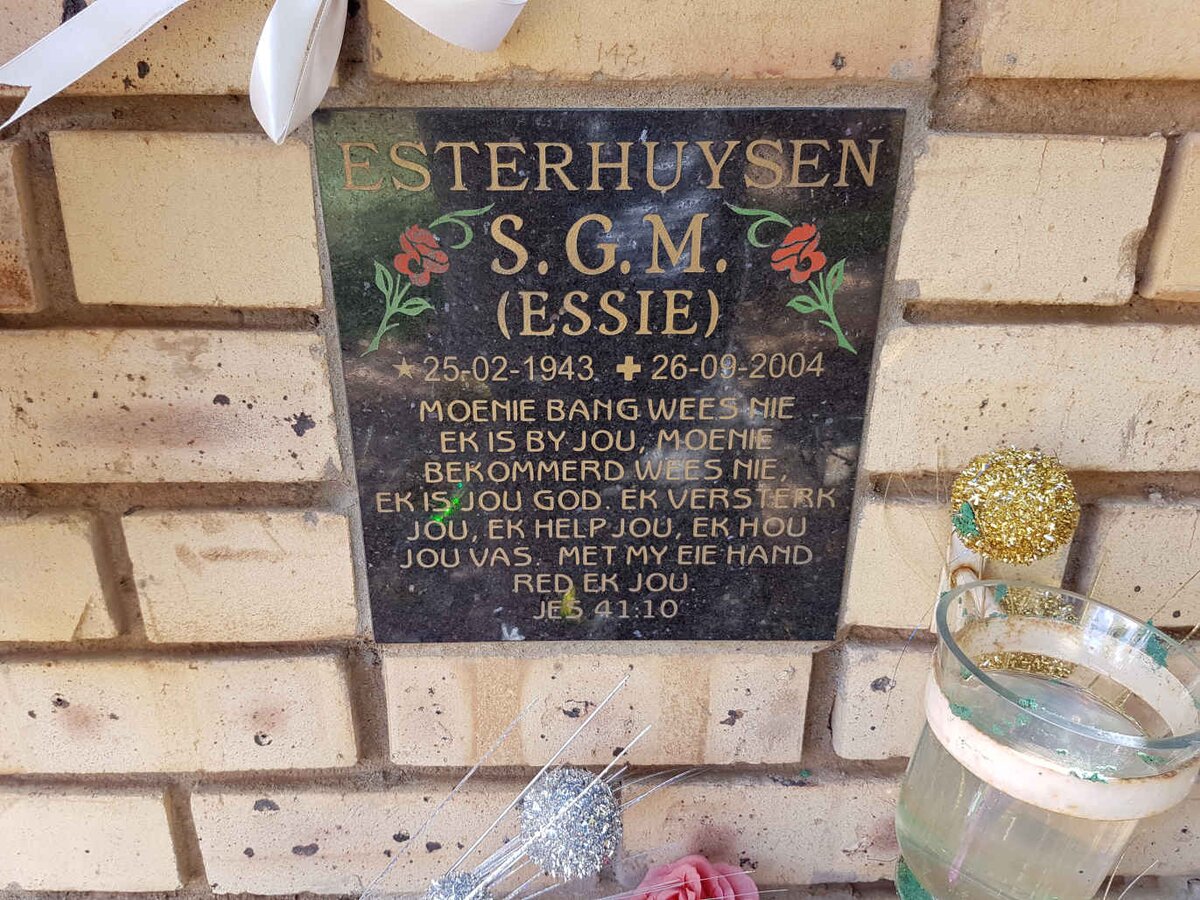 ESTERHUYSEN
S.G.M.
(ESSIE)
★25-02-1943 ✚ 26-09-2004
MOENIE BANG WEES NIE
EK IS BY JOU, MOENIE
BEKOMMERD WEES NIE,
EK IS JOU GOD. EK VERSTERK
JOU, EK HELP JOU, EK HOU
JOU VAS. MET MY EIE HAND
RED EK JOU.
JES 41:10